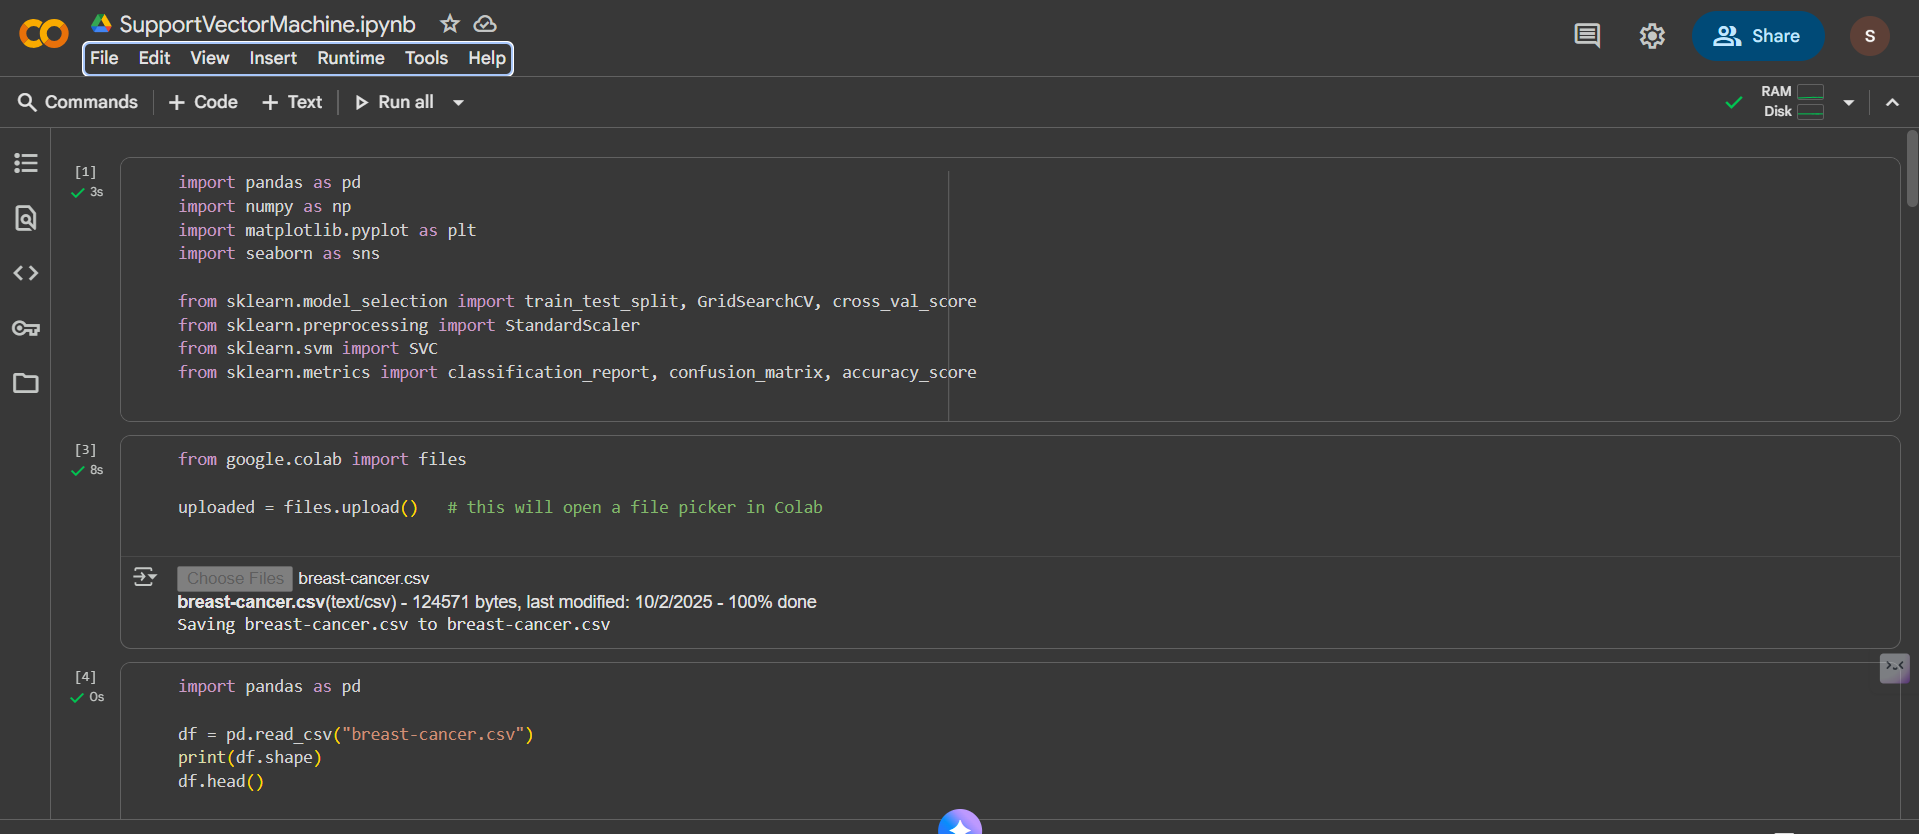 SupportVectorMachine.ipynb
File Edit View Insert Runtime Tools Help
Share
S
Commands + Code + Text Run all
RAM
Disk
[1]
3s
import pandas as pd
import numpy as np
import matplotlib.pyplot as plt
import seaborn as sns
from sklearn.model_selection import train_test_split, GridSearchCV, cross_val_score
from sklearn.preprocessing import StandardScaler
from sklearn.svm import SVC
from sklearn.metrics import classification_report, confusion_matrix, accuracy_score
[3]
8s
from google.colab import files
uploaded = files.upload()   # this will open a file picker in Colab
Choose Files breast-cancer.csv
breast-cancer.csv(text/csv) - 124571 bytes, last modified: 10/2/2025 - 100% done
Saving breast-cancer.csv to breast-cancer.csv
[4]
0s
import pandas as pd
df = pd.read_csv("breast-cancer.csv")
print(df.shape)
df.head()